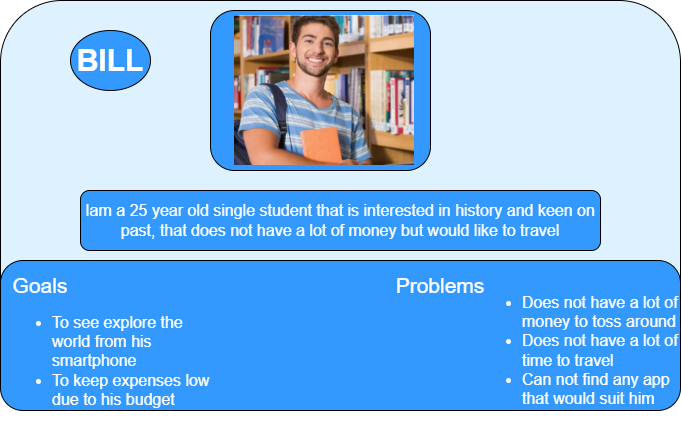 BILL
Iam a 25 year old single student that is interested in history and keen on
past, that does not have a lot of money but would like to travel
Goals
To see explore the
world from his
smartphone
To keep expenses low
due to his budget
Problems
Does not have a lot of
money to toss around
Does not have a lot of
time to travel
Can not find any app
that would suit him